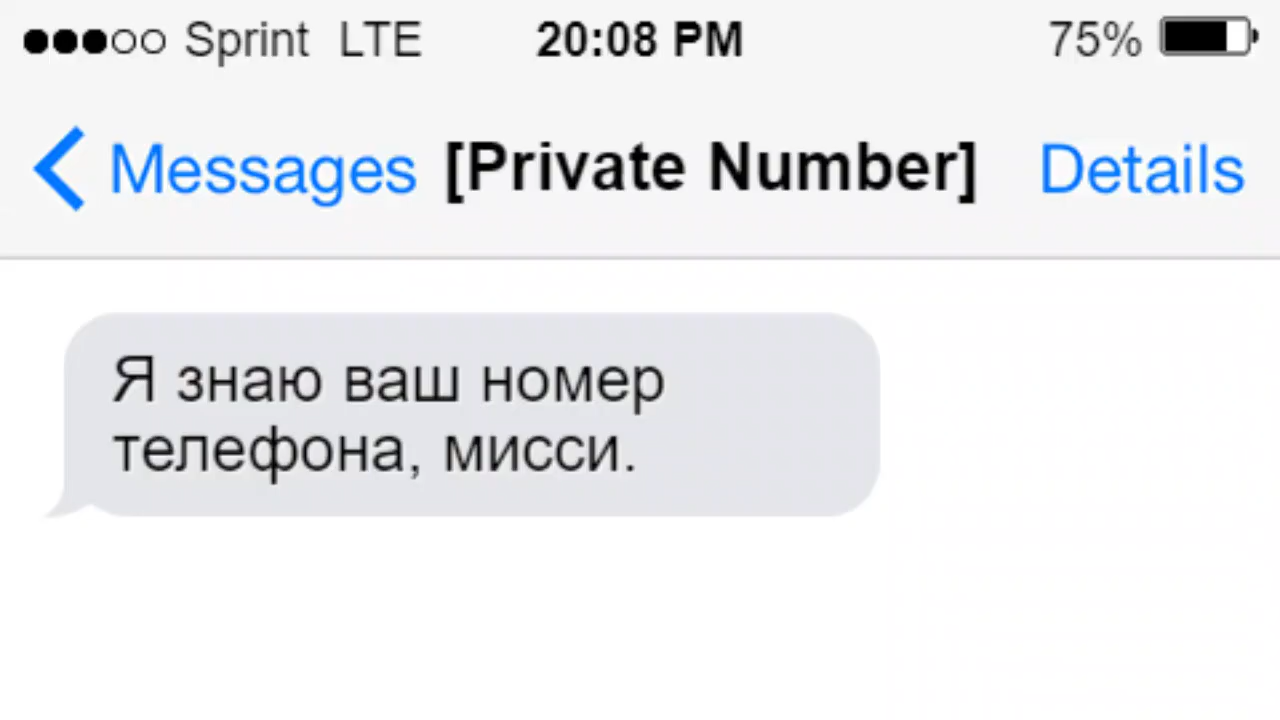 Sprint LTE 20:08 PM 75%
Messages [Private Number] Details
Я знаю ваш номер
телефона, мисси.